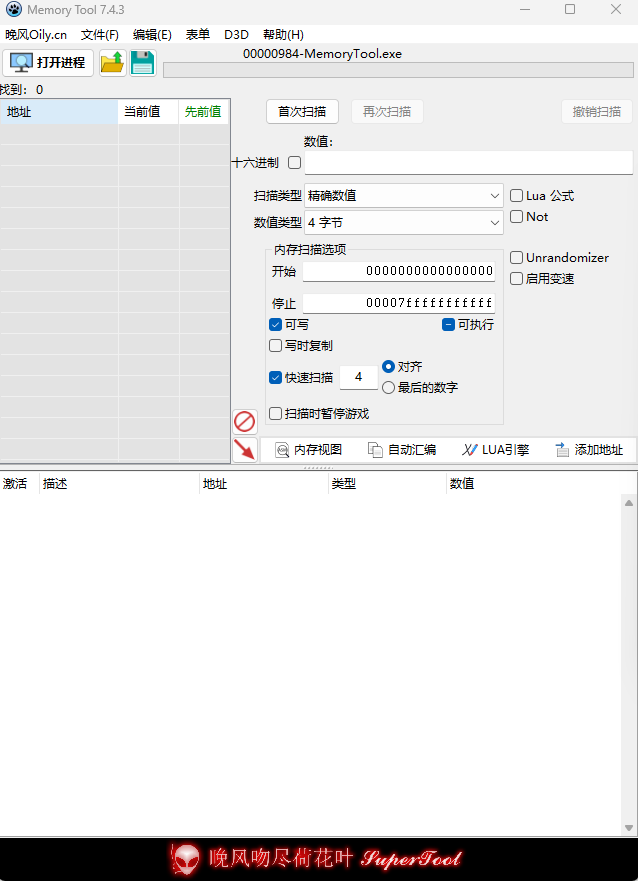 Memory Tool 7.4.3
晚风Oily.cn 文件(F) 编辑(E) 表单 D3D 帮助(H)
打开进程
00000984-MemoryTool.exe
找到: 0
地址 当前值 先前值
首次扫描 再次扫描 撤销扫描
数值:
十六进制
扫描类型 精确数值
Lua 公式
数值类型 4 字节
Not
内存扫描选项
开始 0000000000000000
Unrandomizer
启用变速
停止 00007fffffffffff
可写 可执行
写时复制
快速扫描 4
对齐
最后的数字
扫描时暂停游戏
内存视图 自动汇编 LUA引擎 添加地址
激活 描述 地址 类型 数值
晚风吻尽荷花叶 SuperTool